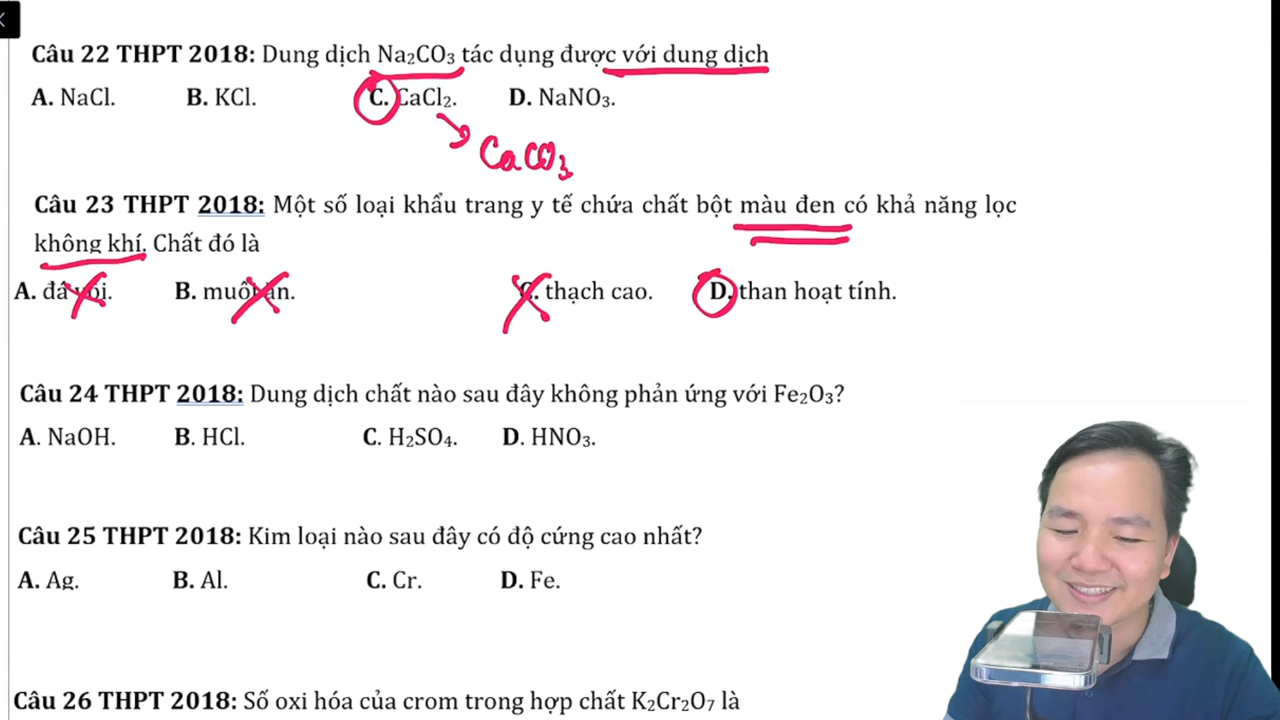 Câu 22 THPT 2018: Dung dịch Na₂CO₃ tác dụng được với dung dịch
A. NaCl. B. KCl. C. CaCl₂. D. NaNO₃.
CaCO₃
Câu 23 THPT 2018: Một số loại khẩu trang y tế chứa chất bột màu đen có khả năng lọc
không khí. Chất đó là
A. đá vôi. B. muối ăn. C. thạch cao. D. than hoạt tính.
Câu 24 THPT 2018: Dung dịch chất nào sau đây không phản ứng với Fe₂O₃?
A. NaOH. B. HCl. C. H₂SO₄. D. HNO₃.
Câu 25 THPT 2018: Kim loại nào sau đây có độ cứng cao nhất?
A. Ag. B. Al. C. Cr. D. Fe.
Câu 26 THPT 2018: Số oxi hóa của crom trong hợp chất K₂Cr₂O₇ là